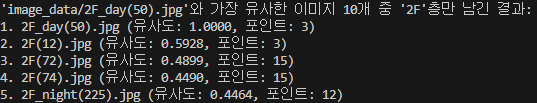 'image_data/2F_day(50).jpg'와 가장 유사한 이미지 10개 중 '2F'층만 남긴 결과:
1. 2F_day(50).jpg (유사도: 1.0000, 포인트: 3)
2. 2F(12).jpg (유사도: 0.5928, 포인트: 3)
3. 2F(72).jpg (유사도: 0.4899, 포인트: 15)
4. 2F(74).jpg (유사도: 0.4490, 포인트: 15)
5. 2F_night(225).jpg (유사도: 0.4464, 포인트: 12)